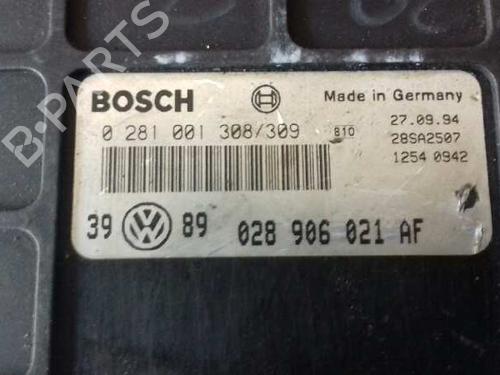 BOSCH
Made in Germany
0 281 001 308/309 810
27.09.94
28SA2507
1254 0942
39 VW 89 028 906 021 AF
B-PARTS